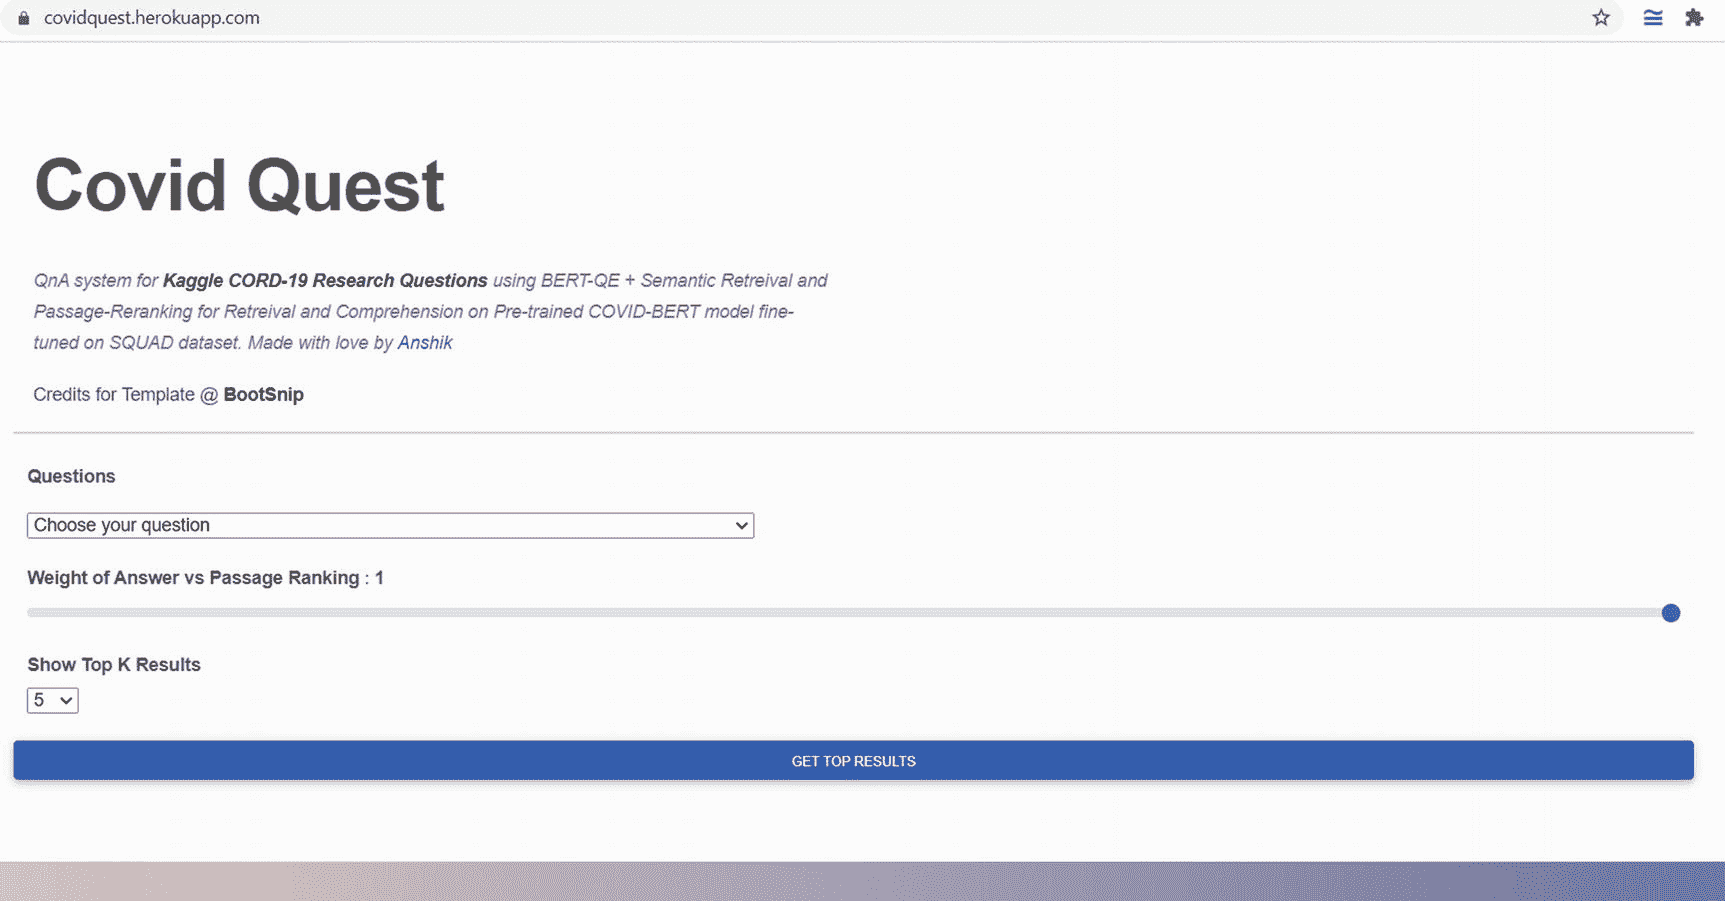 covidquest.herokuapp.com
Covid Quest
QnA system for Kaggle CORD-19 Research Questions using BERT-QE + Semantic Retreival and
Passage-Reranking for Retreival and Comprehension on Pre-trained COVID-BERT model fine-
tuned on SQUAD dataset. Made with love by Anshik
Credits for Template @ BootSnip
Questions
Choose your question
Weight of Answer vs Passage Ranking : 1
Show Top K Results
5
GET TOP RESULTS